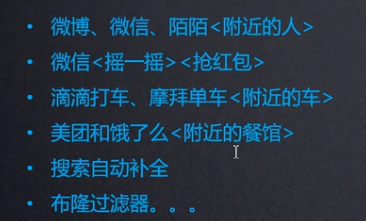 • 微博、微信、陌陌<附近的人>
• 微信<摇一摇><抢红包>
• 滴滴打车、摩拜单车<附近的车>
• 美团和饿了么<附近的餐馆>
• 搜索自动补全
• 布隆过滤器。。。